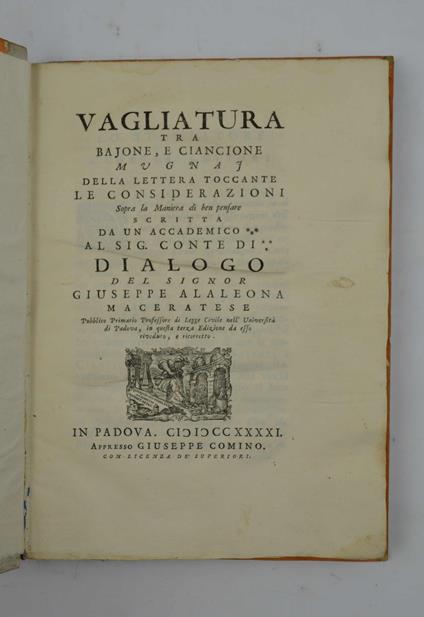 VAGLIATURA
TRA
BAJONE, E CIANCIONE
MVGNAJ
DELLA LETTERA TOCCANTE
LE CONSIDERAZIONI
Sopra la Maniera di ben pensare
SCRITTA
DA UN ACCADEMICO ***
AL SIG. CONTE DI ***
DIALOGO
DEL SIGNOR
GIUSEPPE ALALEONA
MACERATESE
Pubblico Primario Professore di Legge Civile nell' Università
di Padova, in questa terza Edizione da esso
riveduto, e ricorretto.
IN PADOVA. CIↃIↃCCXXXXI.
APPRESSO GIUSEPPE COMINO.
CON LICENZA DE' SUPERIORI.